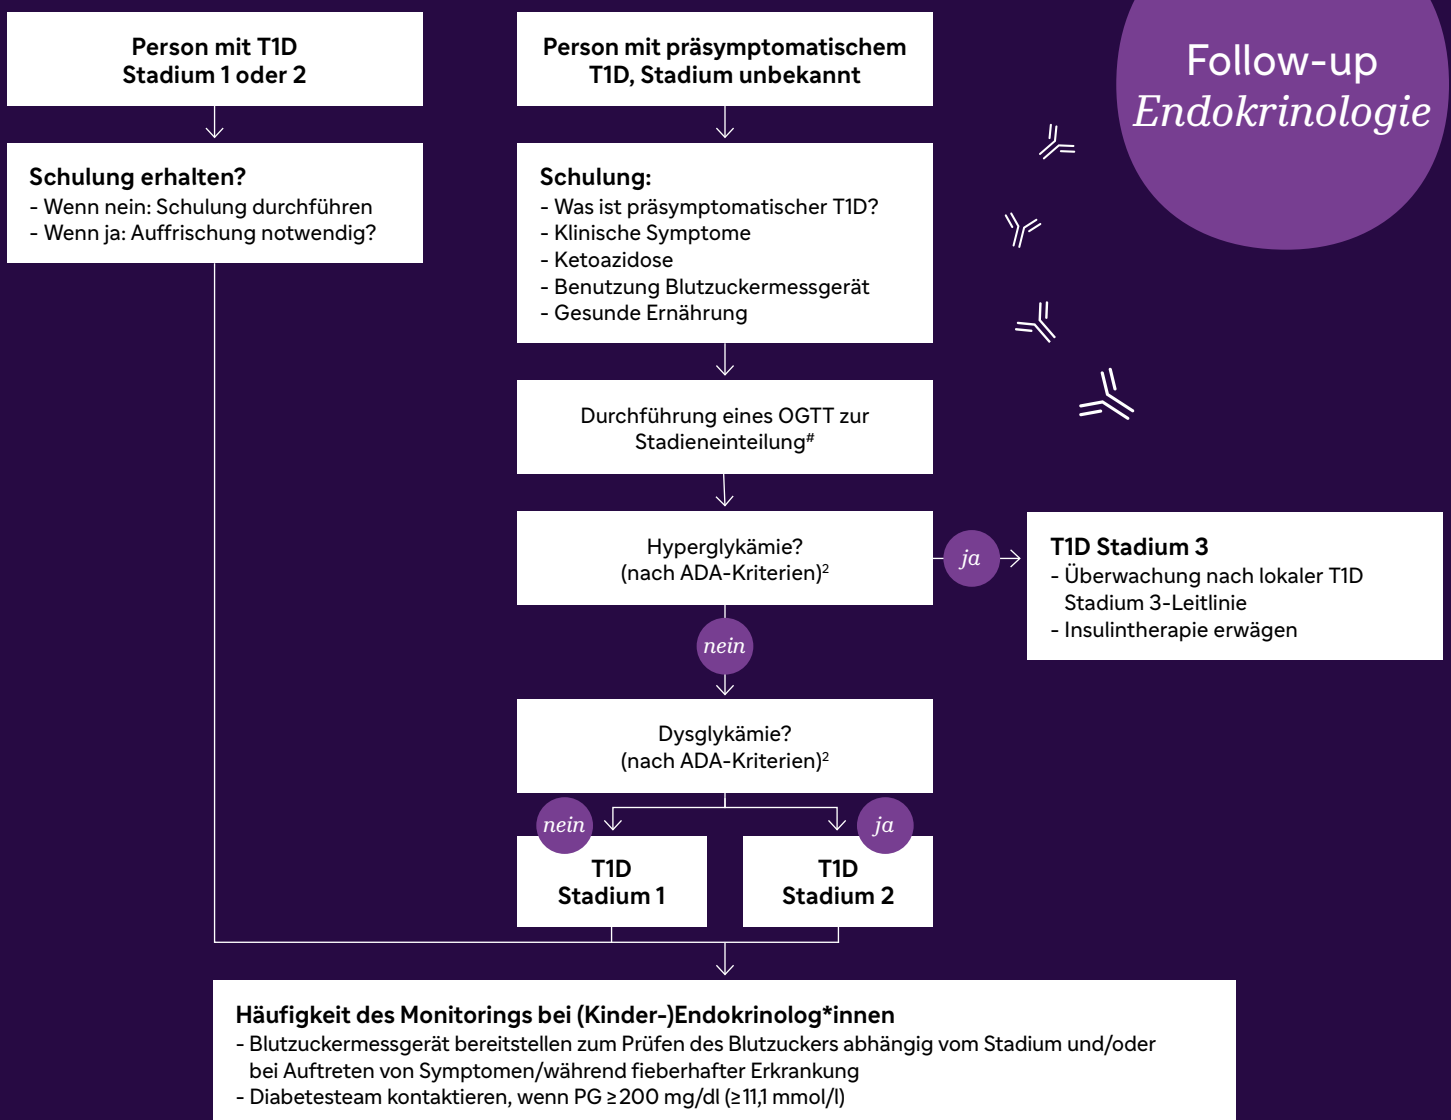 Follow-up
Endokrinologie
Person mit T1D
Stadium 1 oder 2
Schulung erhalten?
- Wenn nein: Schulung durchführen
- Wenn ja: Auffrischung notwendig?
Person mit präsymptomatischem
T1D, Stadium unbekannt
Schulung:
- Was ist präsymptomatischer T1D?
- Klinische Symptome
- Ketoazidose
- Benutzung Blutzuckermessgerät
- Gesunde Ernährung
Durchführung eines OGTT zur
Stadieneinteilung#
Hyperglykämie?
(nach ADA-Kriterien)²
ja
T1D Stadium 3
- Überwachung nach lokaler T1D
Stadium 3-Leitlinie
- Insulintherapie erwägen
nein
Dysglykämie?
(nach ADA-Kriterien)²
nein
T1D
Stadium 1
ja
T1D
Stadium 2
Häufigkeit des Monitorings bei (Kinder-)Endokrinolog*innen
- Blutzuckermessgerät bereitstellen zum Prüfen des Blutzuckers abhängig vom Stadium und/oder
bei Auftreten von Symptomen/während fieberhafter Erkrankung
- Diabetesteam kontaktieren, wenn PG ≥200 mg/dl (≥11,1 mmol/l)